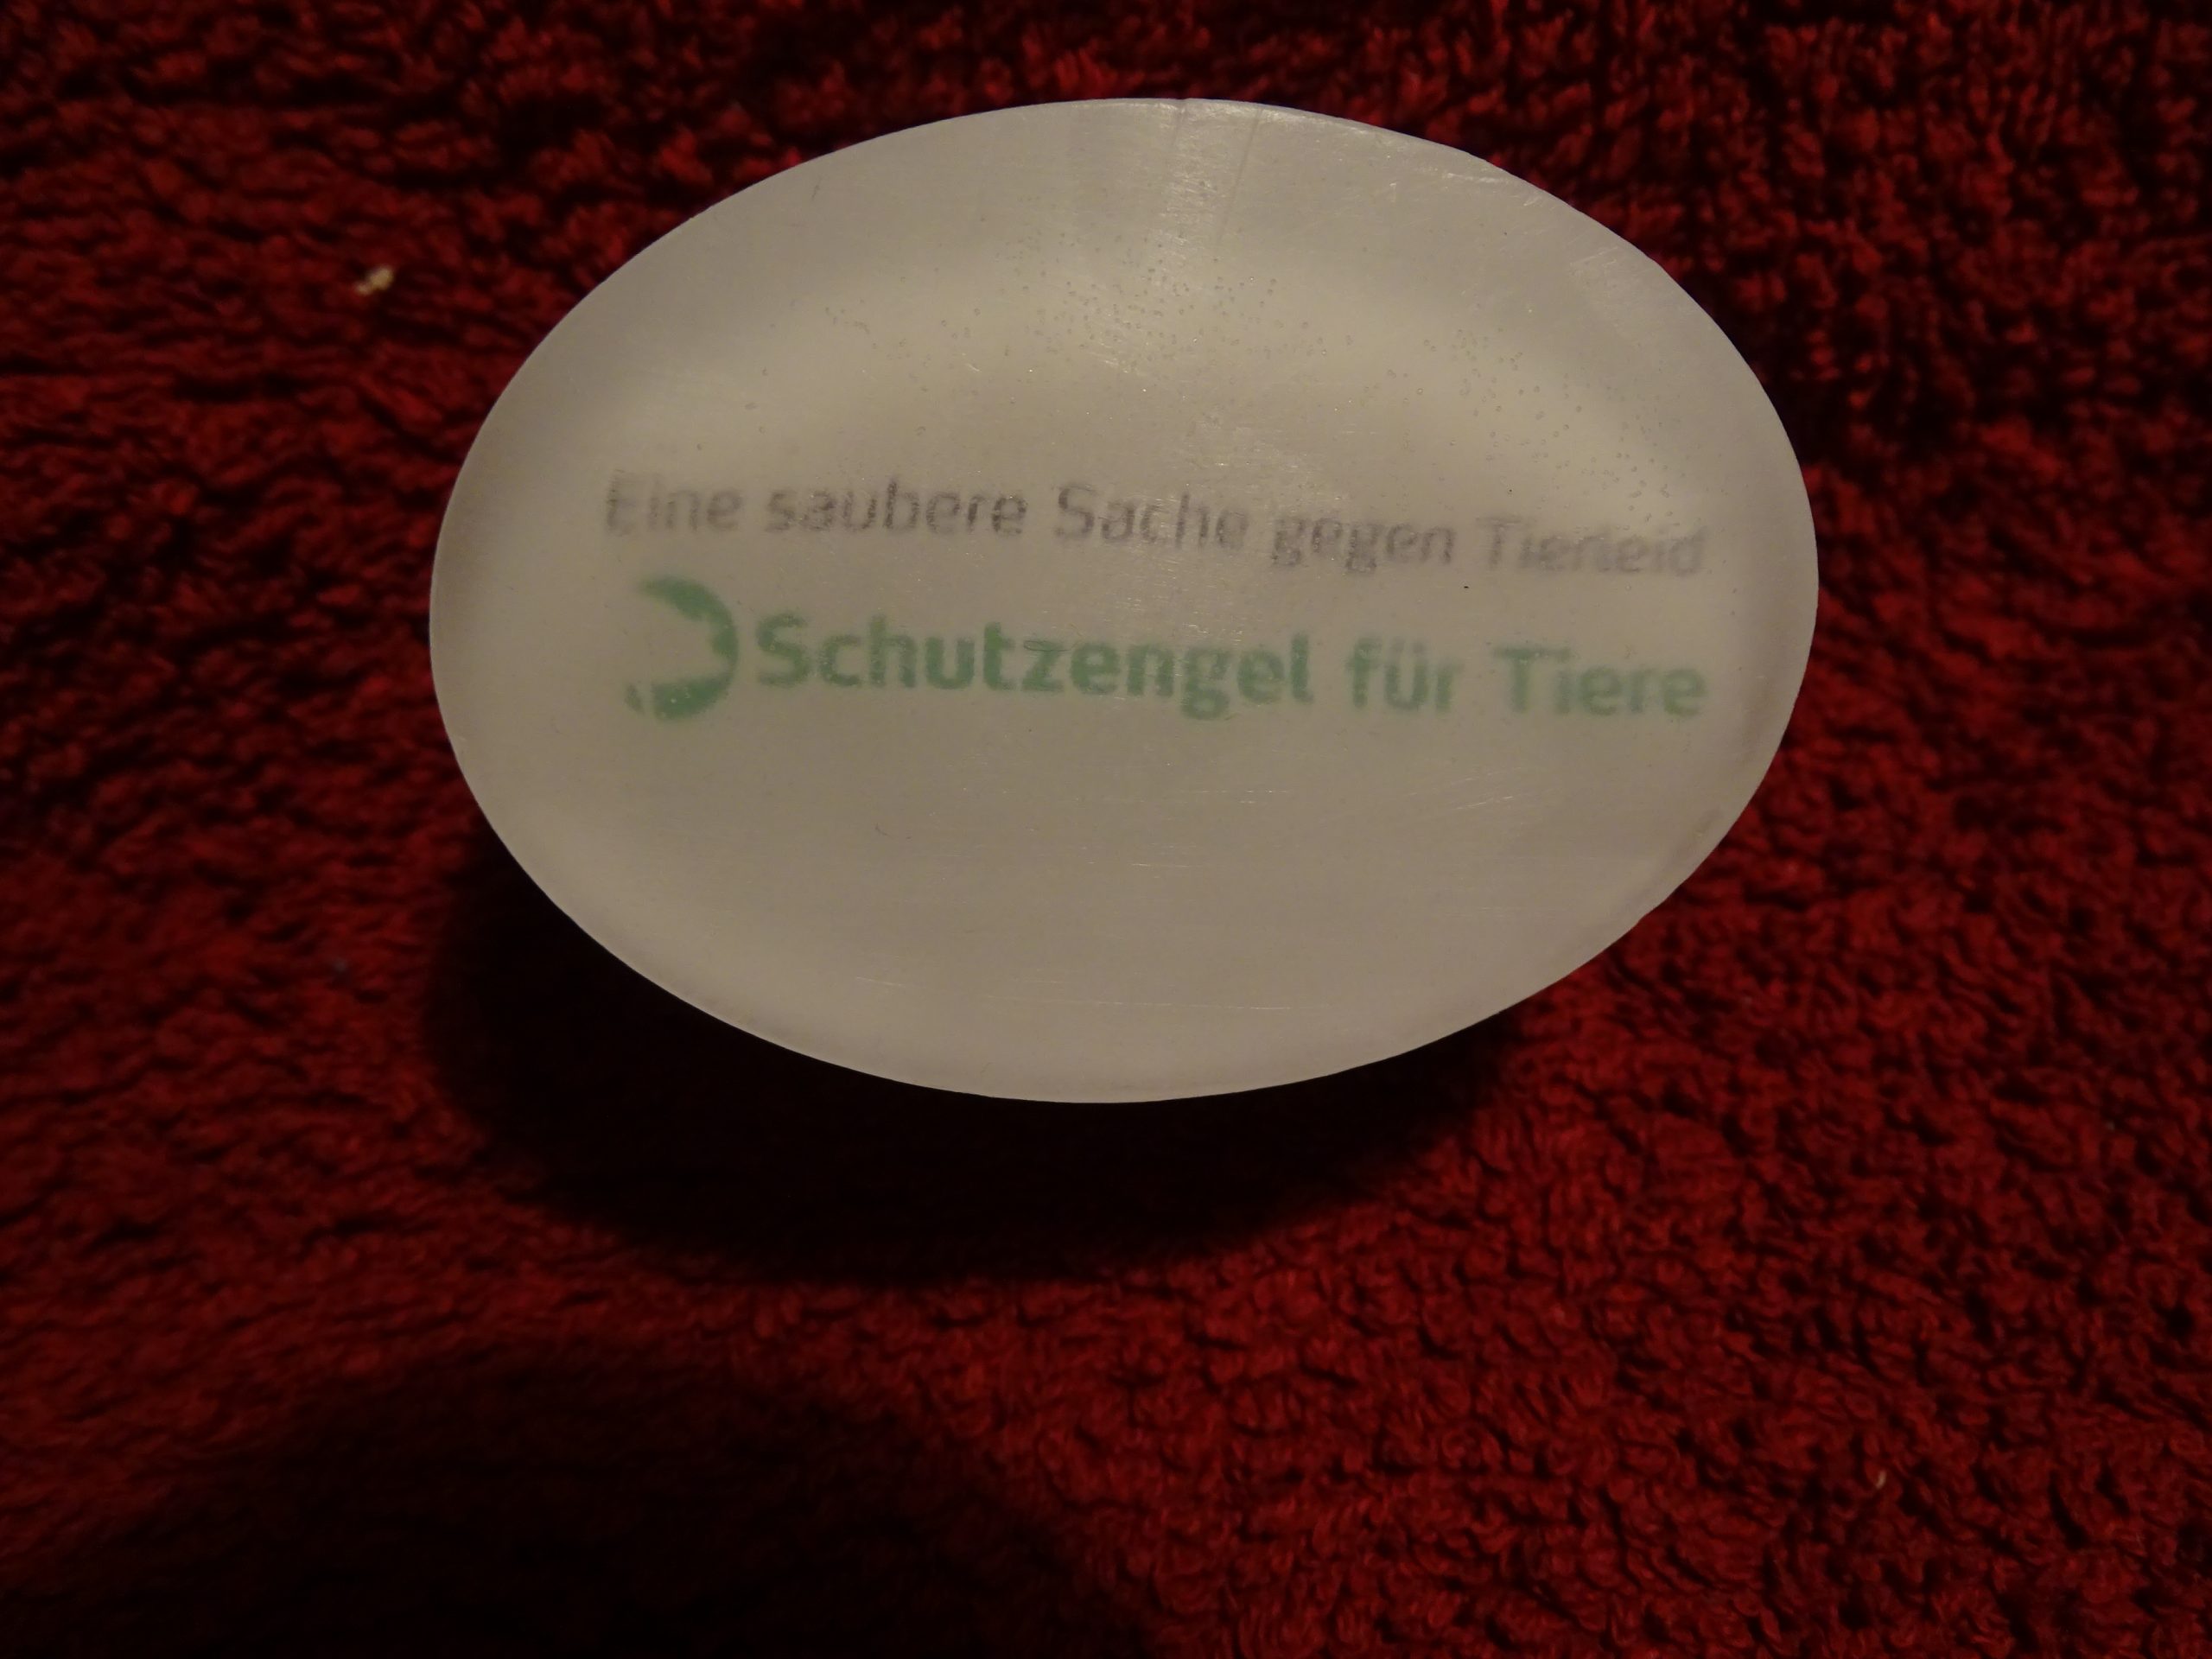 Eine saubere Sache gegen Tierleid
Schutzengel für Tiere